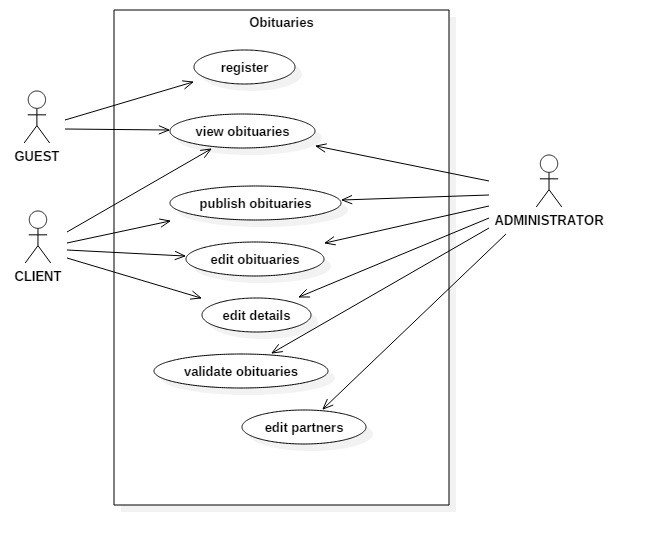 Obituaries
register
GUEST
view obituaries
publish obituaries
ADMINISTRATOR
edit obituaries
CLIENT
edit details
validate obituaries
edit partners